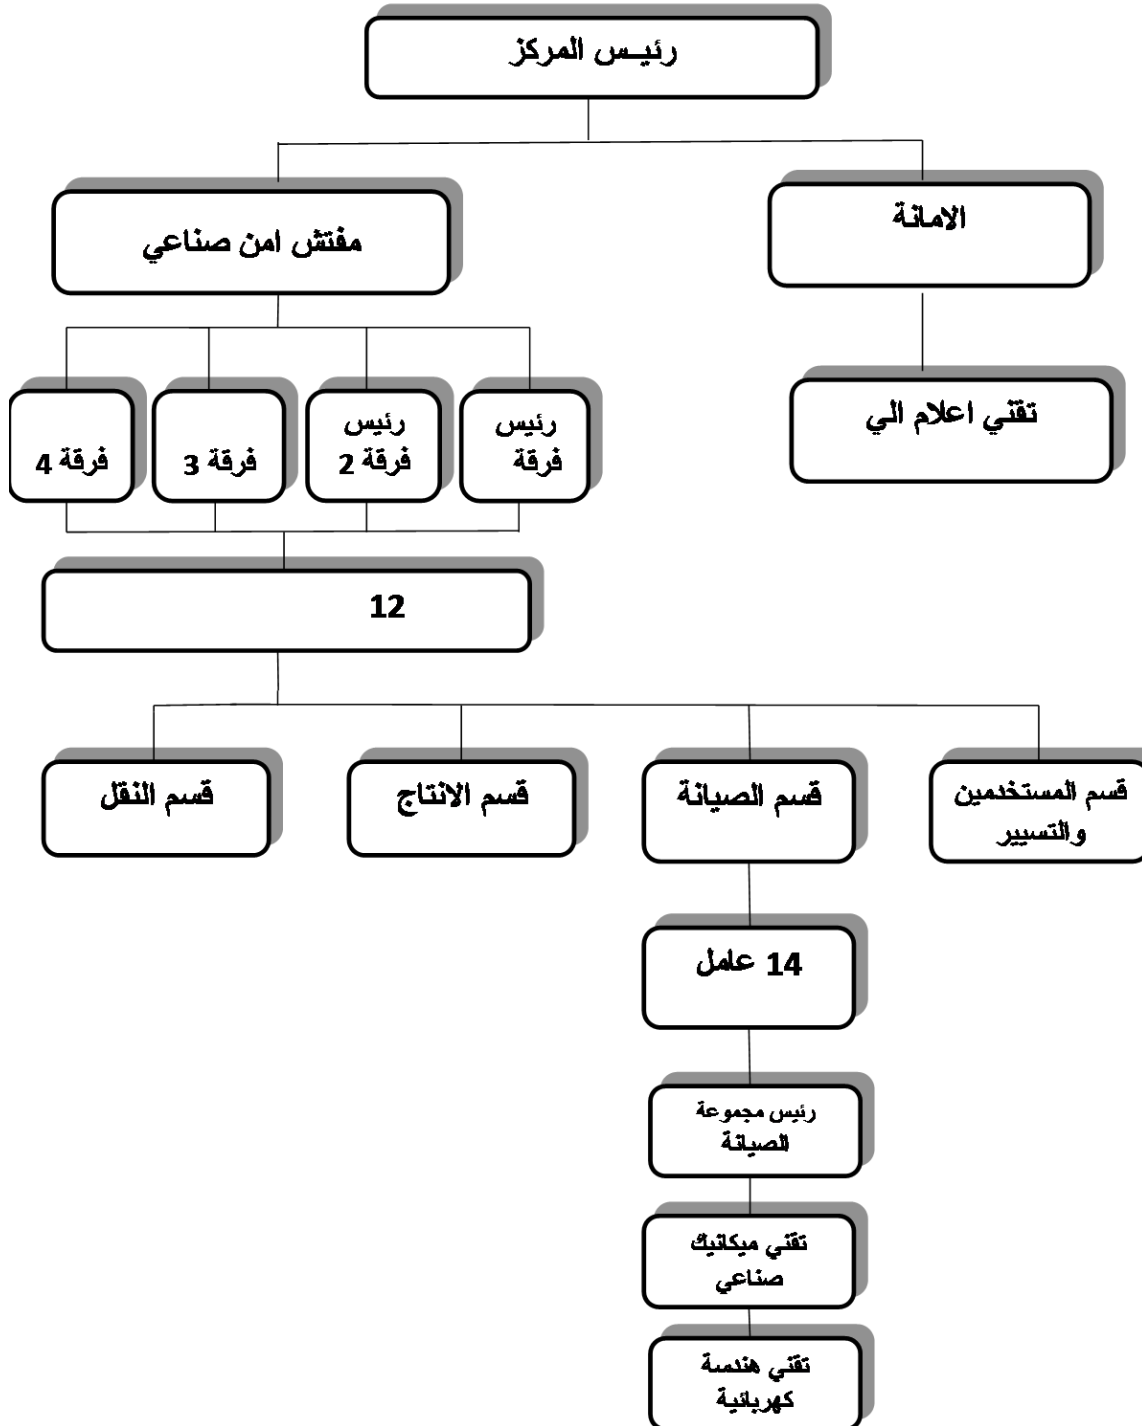 رئيــس المركز
الامانة
مفتش امن صناعي
تقني اعلام الي
رئيس
فرقة
رئيس
فرقة 2
فرقة 3
فرقة 4
12
قسم المستخدمين
والتسيير
قسم الصيانة
قسم الانتاج
قسم النقل
14 عامل
رئيس مجموعة
الصيانة
تقني ميكانيك
صناعي
تقني هندسة
كهربائية